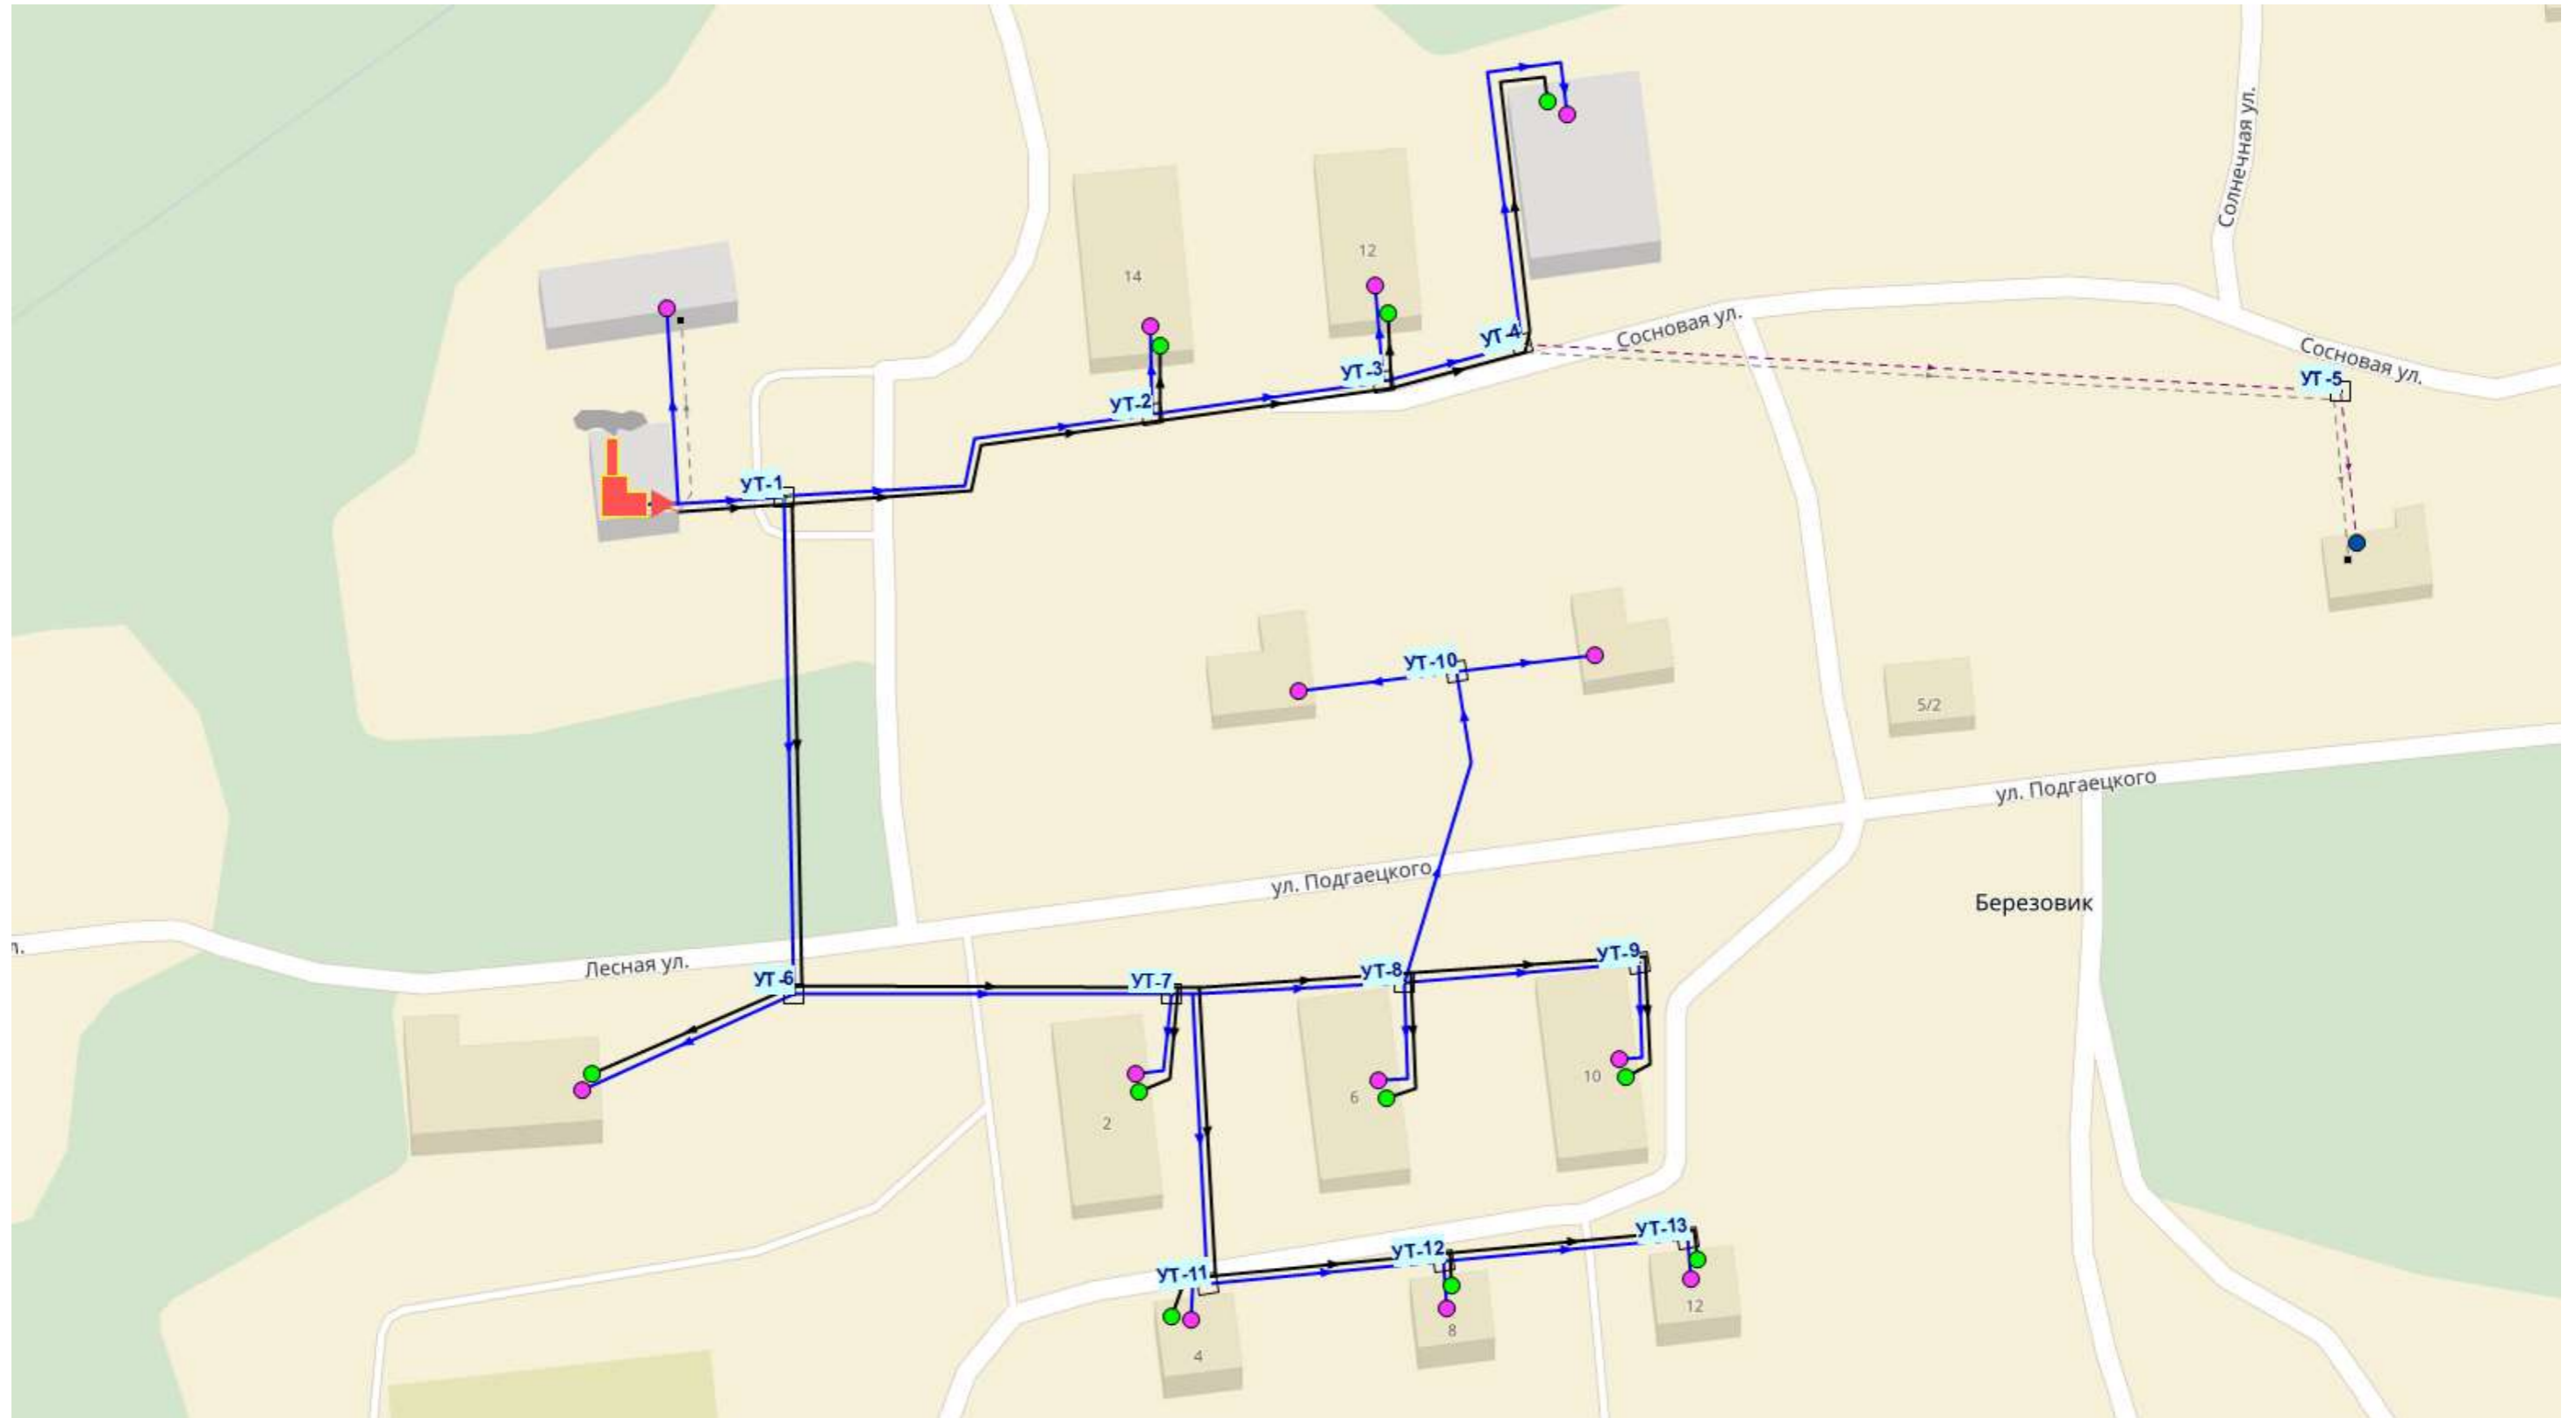 Солнечная ул.
12
14
УТ-4
Сосновая ул.
Сосновая ул.
УТ-3
УТ-5
УТ-2
УТ-1
УТ-10
5/2
ул. Подгаецкого
ул. Подгаецкого
Березовик
л.
Лесная ул.
УТ-6
УТ-7
УТ-8
УТ-9
10
6
2
УТ-13
УТ-12
УТ-11
12
8
4